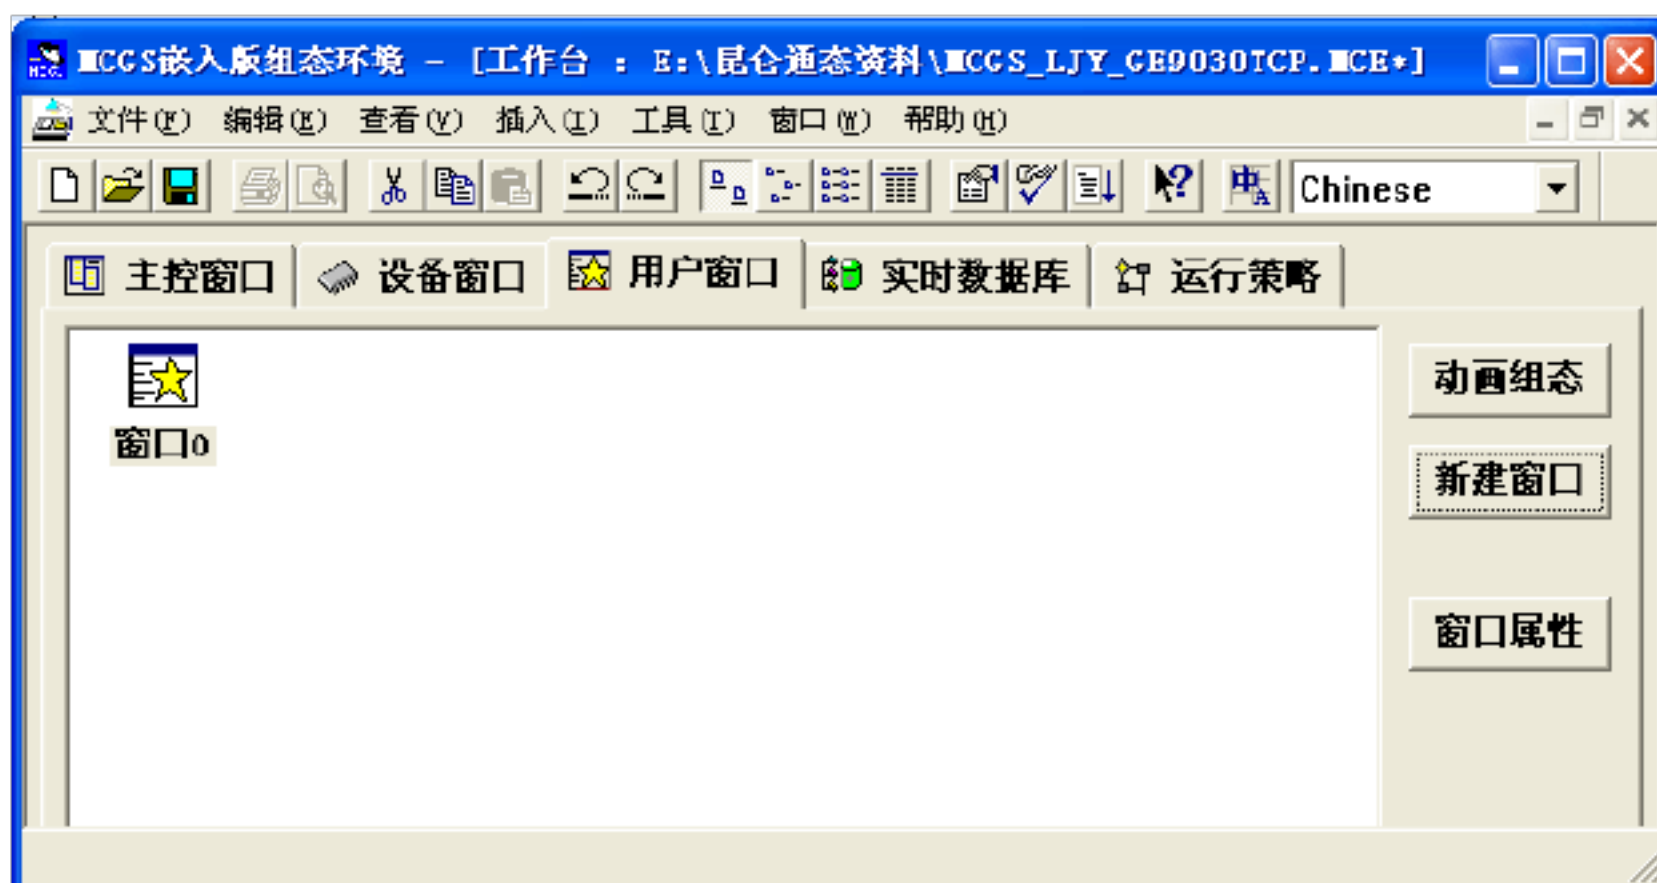 MCGS嵌入版组态环境 - [工作台 : E:\昆仑通态资料\MCGS_LJY_GE9030TCP.MCE*]
文件(F) 编辑(E) 查看(V) 插入(I) 工具(T) 窗口(W) 帮助(H)
Chinese
主控窗口 设备窗口 用户窗口 实时数据库 运行策略
窗口0
动画组态
新建窗口
窗口属性